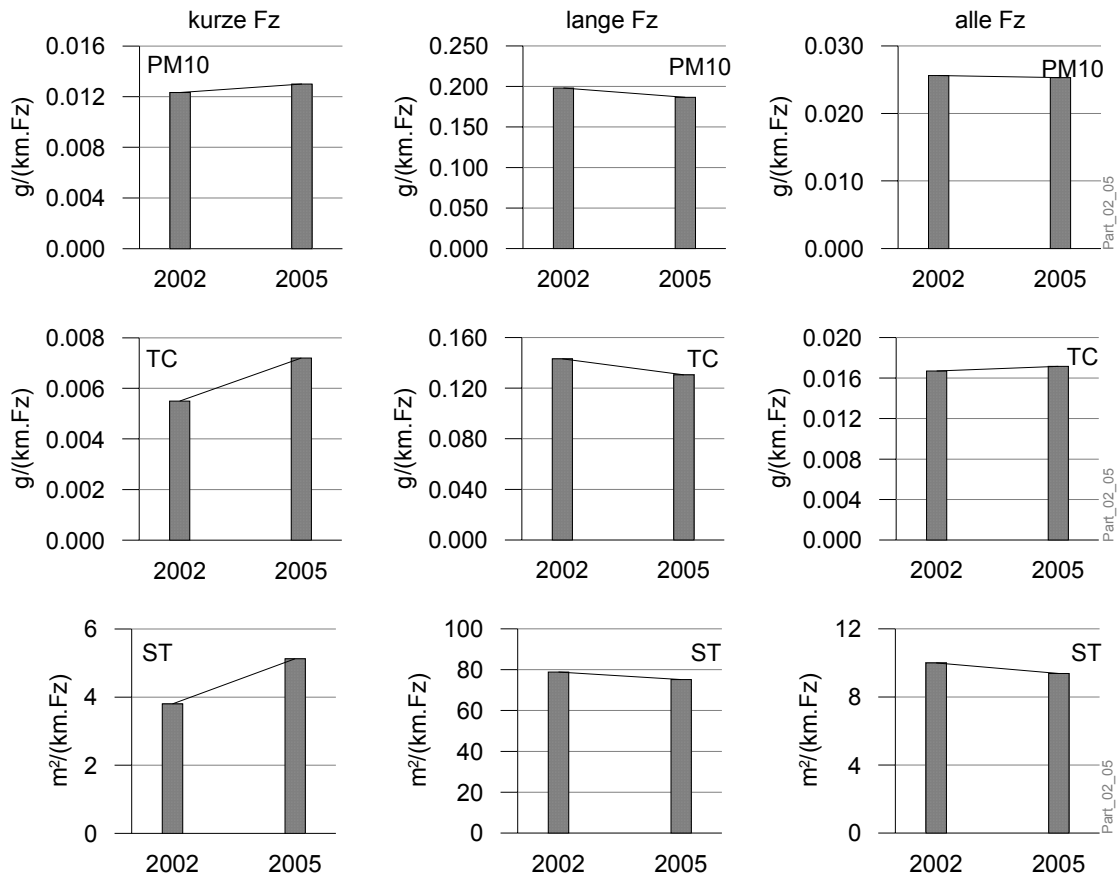 kurze Fz lange Fz alle Fz
0.016
0.012
0.008
0.004
0.000
g/(km.Fz)
PM10
2002 2005
0.250
0.200
0.150
0.100
0.050
0.000
g/(km.Fz)
PM10
2002 2005
0.030
0.020
0.010
0.000
g/(km.Fz)
PM10
2002 2005
Part_02_05
0.008
0.006
0.004
0.002
0.000
g/(km.Fz)
TC
2002 2005
0.160
0.120
0.080
0.040
0.000
g/(km.Fz)
TC
2002 2005
0.020
0.016
0.012
0.008
0.004
0.000
g/(km.Fz)
TC
2002 2005
Part_02_05
6
4
2
0
m²/(km.Fz)
ST
2002 2005
100
80
60
40
20
0
m²/(km.Fz)
ST
2002 2005
12
8
4
0
m²/(km.Fz)
ST
2002 2005
Part_02_05